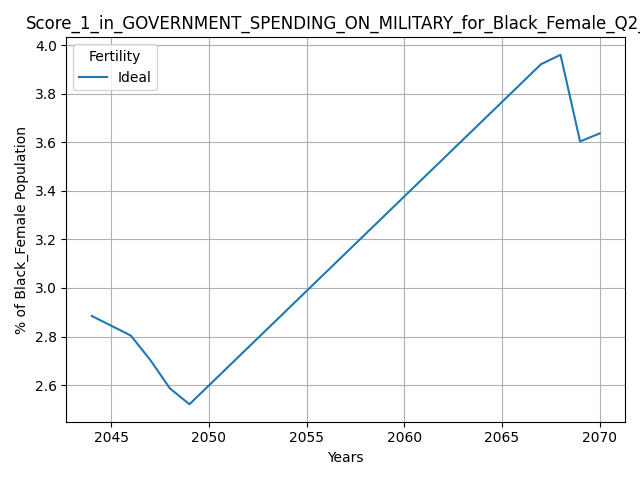 Score_1_in_GOVERNMENT_SPENDING_ON_MILITARY_for_Black_Female_Q2_
Fertility
Ideal
% of Black_Female Population
4.0
3.8
3.6
3.4
3.2
3.0
2.8
2.6
2045 2050 2055 2060 2065 2070
Years